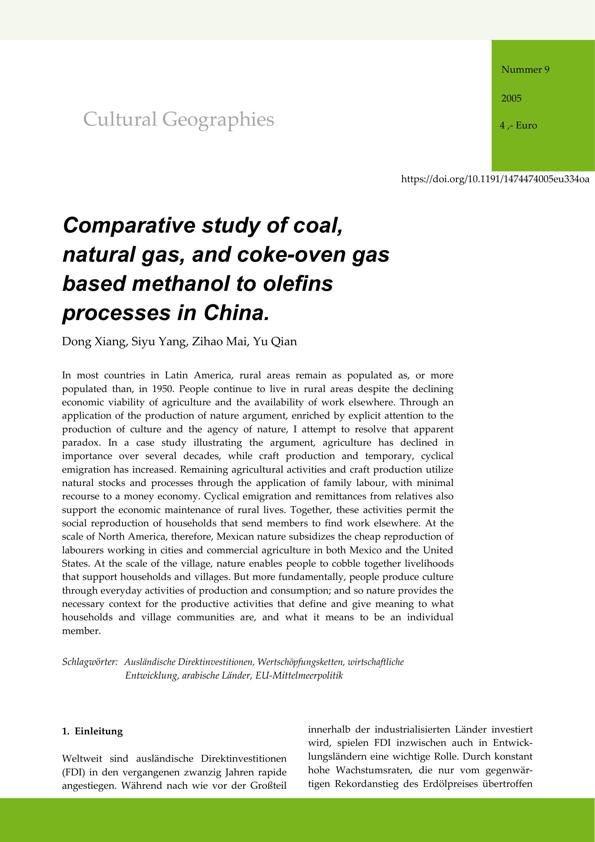 Nummer 9
2005
4 ,- Euro
Cultural Geographies
https://doi.org/10.1191/1474474005eu334oa
Comparative study of coal,
natural gas, and coke-oven gas
based methanol to olefins
processes in China.
Dong Xiang, Siyu Yang, Zihao Mai, Yu Qian
In most countries in Latin America, rural areas remain as populated as, or more
populated than, in 1950. People continue to live in rural areas despite the declining
economic viability of agriculture and the availability of work elsewhere. Through an
application of the production of nature argument, enriched by explicit attention to the
production of culture and the agency of nature, I attempt to resolve that apparent
paradox. In a case study illustrating the argument, agriculture has declined in
importance over several decades, while craft production and temporary, cyclical
emigration has increased. Remaining agricultural activities and craft production utilize
natural stocks and processes through the application of family labour, with minimal
recourse to a money economy. Cyclical emigration and remittances from relatives also
support the economic maintenance of rural lives. Together, these activities permit the
social reproduction of households that send members to find work elsewhere. At the
scale of North America, therefore, Mexican nature subsidizes the cheap reproduction of
labourers working in cities and commercial agriculture in both Mexico and the United
States. At the scale of the village, nature enables people to cobble together livelihoods
that support households and villages. But more fundamentally, people produce culture
through everyday activities of production and consumption; and so nature provides the
necessary context for the productive activities that define and give meaning to what
households and village communities are, and what it means to be an individual
member.
Schlagwörter: Ausländische Direktinvestitionen, Wertschöpfungsketten, wirtschaftliche
Entwicklung, arabische Länder, EU-Mittelmeerpolitik
1. Einleitung
Weltweit sind ausländische Direktinvestitionen
(FDI) in den vergangenen zwanzig Jahren rapide
angestiegen. Während nach wie vor der Großteil
innerhalb der industrialisierten Länder investiert
wird, spielen FDI inzwischen auch in Entwick-
lungsländern eine wichtige Rolle. Durch konstant
hohe Wachstumsraten, die nur vom gegenwär-
tigen Rekordanstieg des Erdölpreises übertroffen